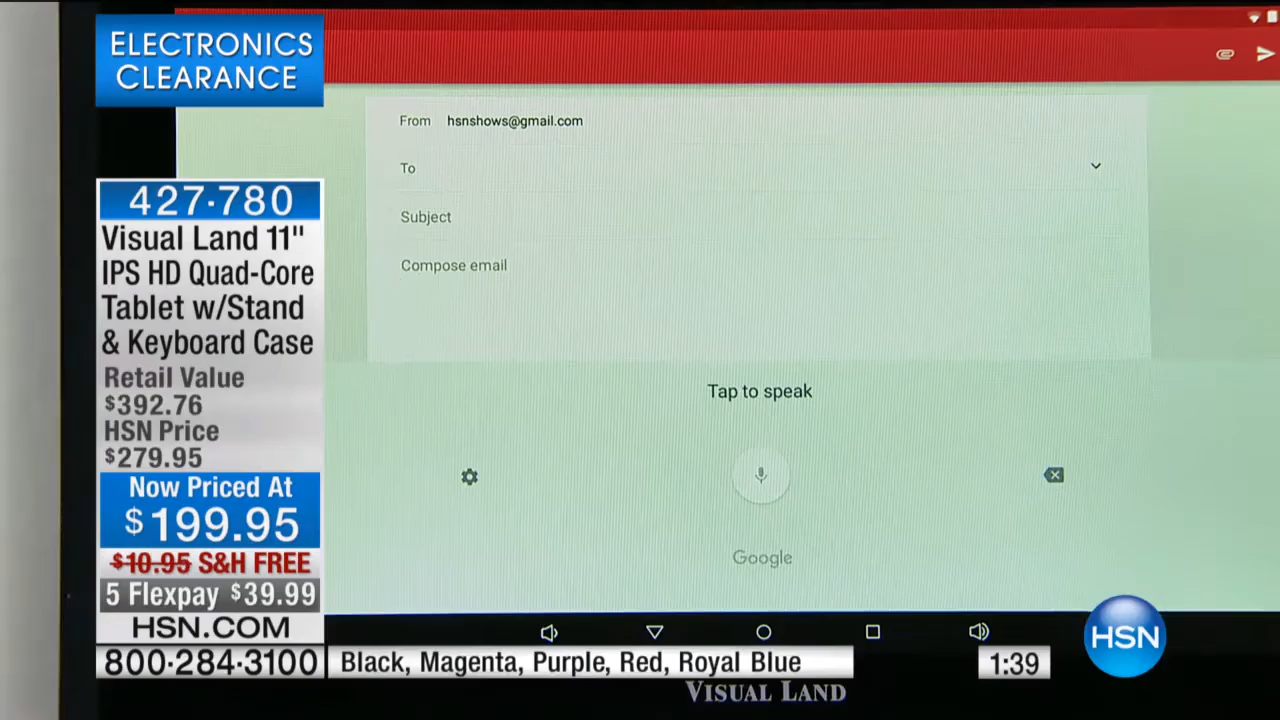 ELECTRONICS
CLEARANCE
From hsnshows@gmail.com
To
Subject
Compose email
427·780
Visual Land 11"
IPS HD Quad-Core
Tablet w/Stand
& Keyboard Case
Retail Value
$392.76
HSN Price
$279.95
Now Priced At
$199.95
$10.95 S&H FREE
5 Flexpay $39.99
HSN.COM
800·284·3100
Tap to speak
Google
Black, Magenta, Purple, Red, Royal Blue
1:39
HSN
VISUAL LAND